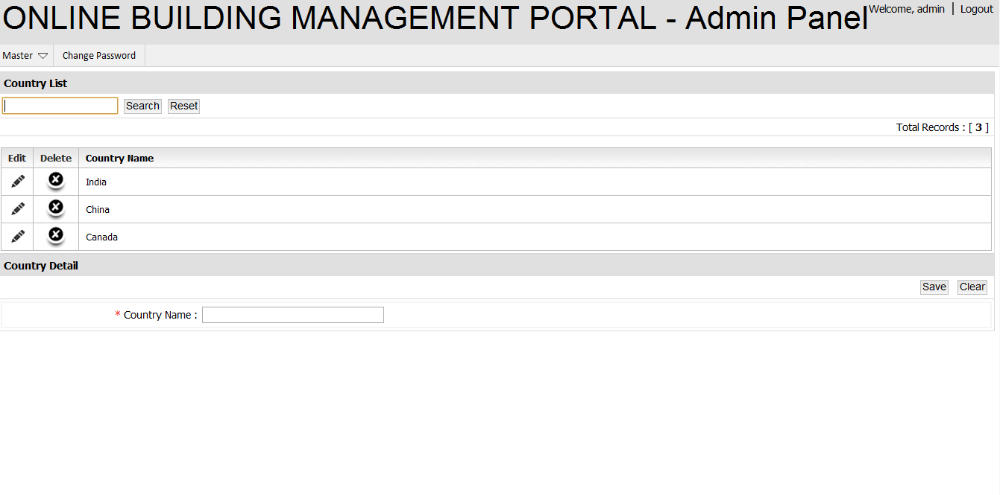 ONLINE BUILDING MANAGEMENT PORTAL - Admin Panel Welcome, admin | Logout
Master Change Password
Country List
Search Reset
Total Records : [ 3 ]
Edit Delete Country Name
India
China
Canada
Country Detail
Save Clear
* Country Name :